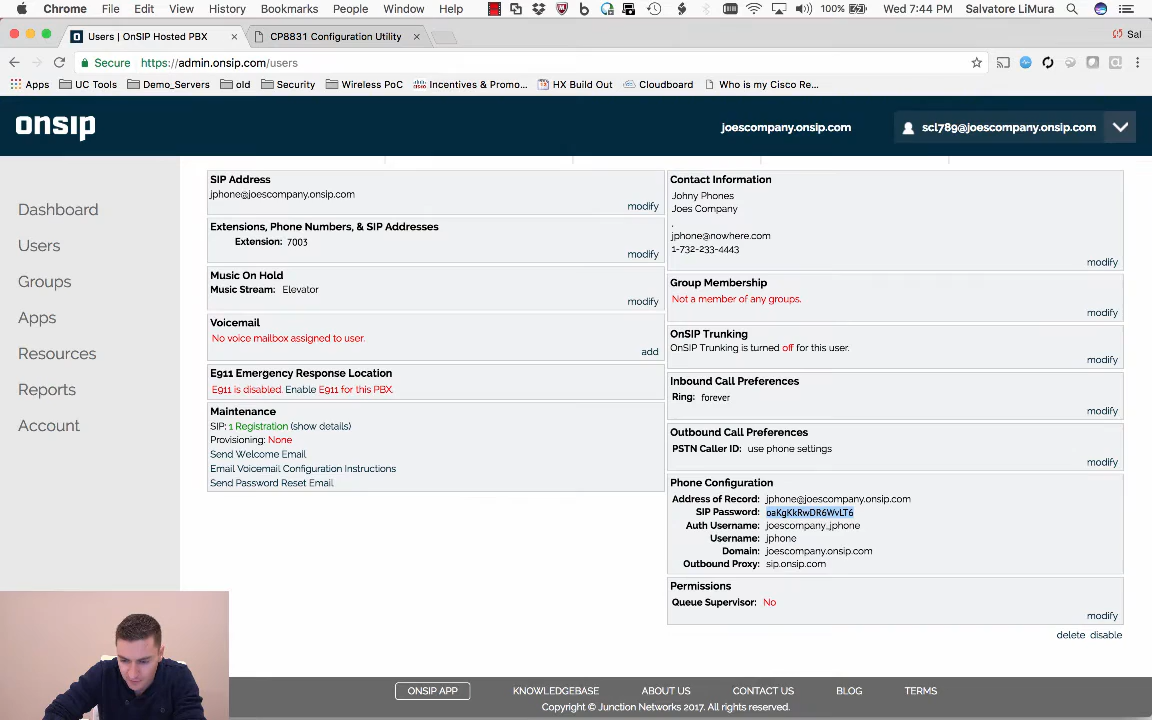 Chrome File Edit View History Bookmarks People Window Help 100% Wed 7:44 PM Salvatore LiMura
Users | OnSIP Hosted PBX × CP8831 Configuration Utility × Sal
Secure https://admin.onsip.com/users
Apps UC Tools Demo_Servers old Security Wireless PoC Incentives & Promo... HX Build Out Cloudboard Who is my Cisco Re...
onsip joescompany.onsip.com scl789@joescompany.onsip.com
Dashboard
Users
Groups
Apps
Resources
Reports
Account
SIP Address
jphone@joescompany.onsip.com
modify
Extensions, Phone Numbers, & SIP Addresses
Extension: 7003
modify
Music On Hold
Music Stream: Elevator
modify
Voicemail
No voice mailbox assigned to user.
add
E911 Emergency Response Location
E911 is disabled. Enable E911 for this PBX.
Maintenance
SIP: 1 Registration (show details)
Provisioning: None
Send Welcome Email
Email Voicemail Configuration Instructions
Send Password Reset Email
Contact Information
Johny Phones
Joes Company
,
jphone@nowhere.com
1-732-233-4443
modify
Group Membership
Not a member of any groups.
modify
OnSIP Trunking
OnSIP Trunking is turned off for this user.
modify
Inbound Call Preferences
Ring: forever
modify
Outbound Call Preferences
PSTN Caller ID: use phone settings
modify
Phone Configuration
Address of Record: jphone@joescompany.onsip.com
SIP Password: oaKgKkRwDR6WvLT6
Auth Username: joescompany_jphone
Username: jphone
Domain: joescompany.onsip.com
Outbound Proxy: sip.onsip.com
Permissions
Queue Supervisor: No
modify
delete disable
ONSIP APP KNOWLEDGEBASE ABOUT US CONTACT US BLOG TERMS
Copyright © Junction Networks 2017. All rights reserved.